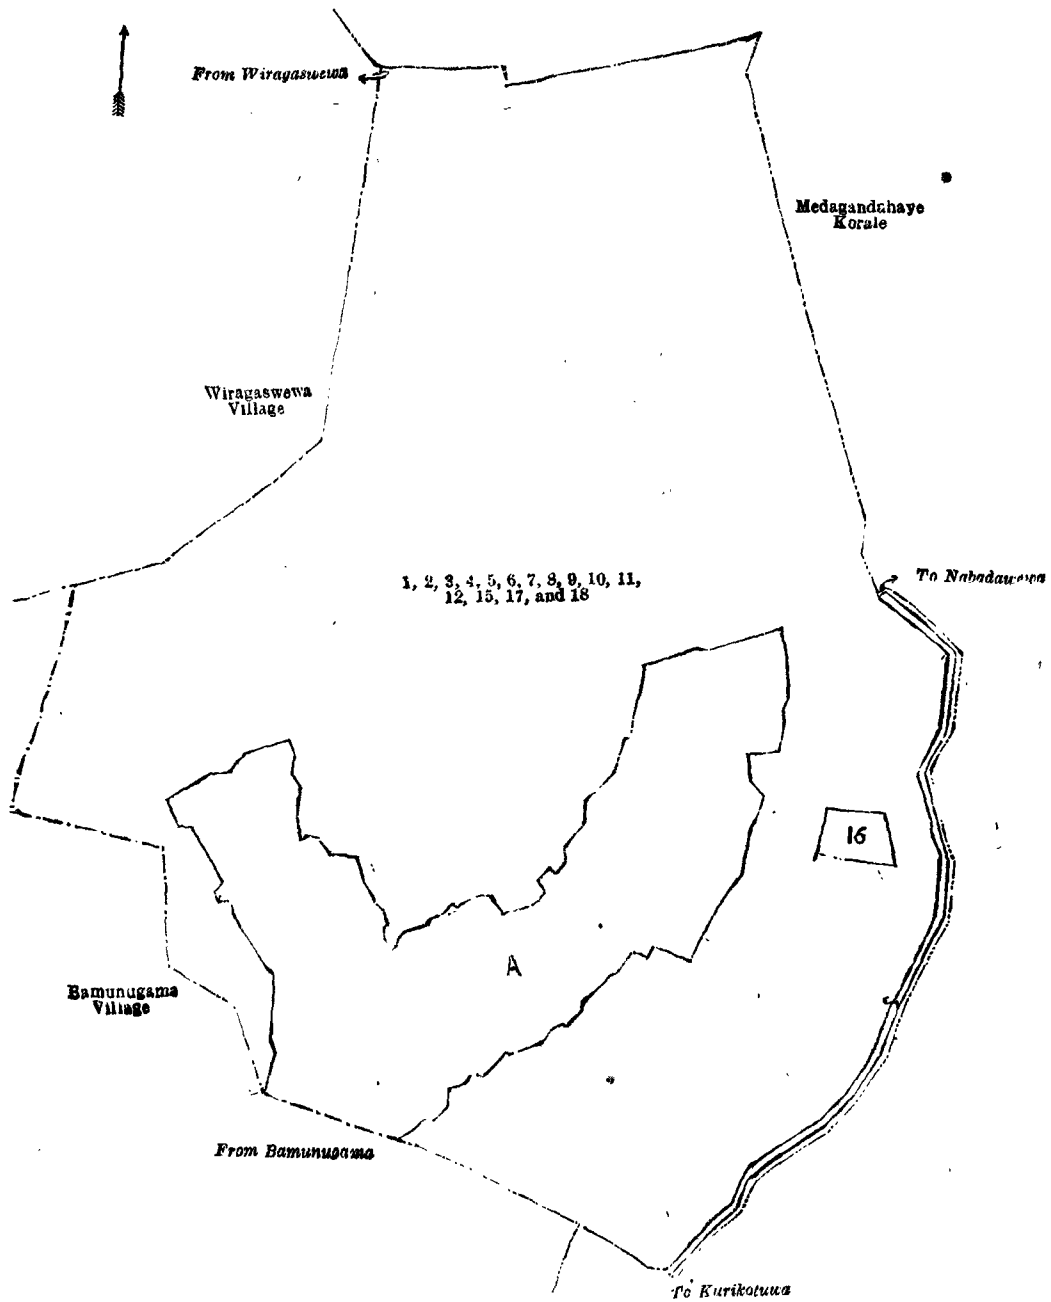 From Wiragaswewa
Medagandahaye
Korale
Wiragaswewa
Village
1, 2, 3, 4, 5, 6, 7, 8, 9, 10, 11,
12, 15, 17, and 18
To Nabadawewa
16
A
Bamunugama
Village
From Bamunugama
To Kurikotuwa